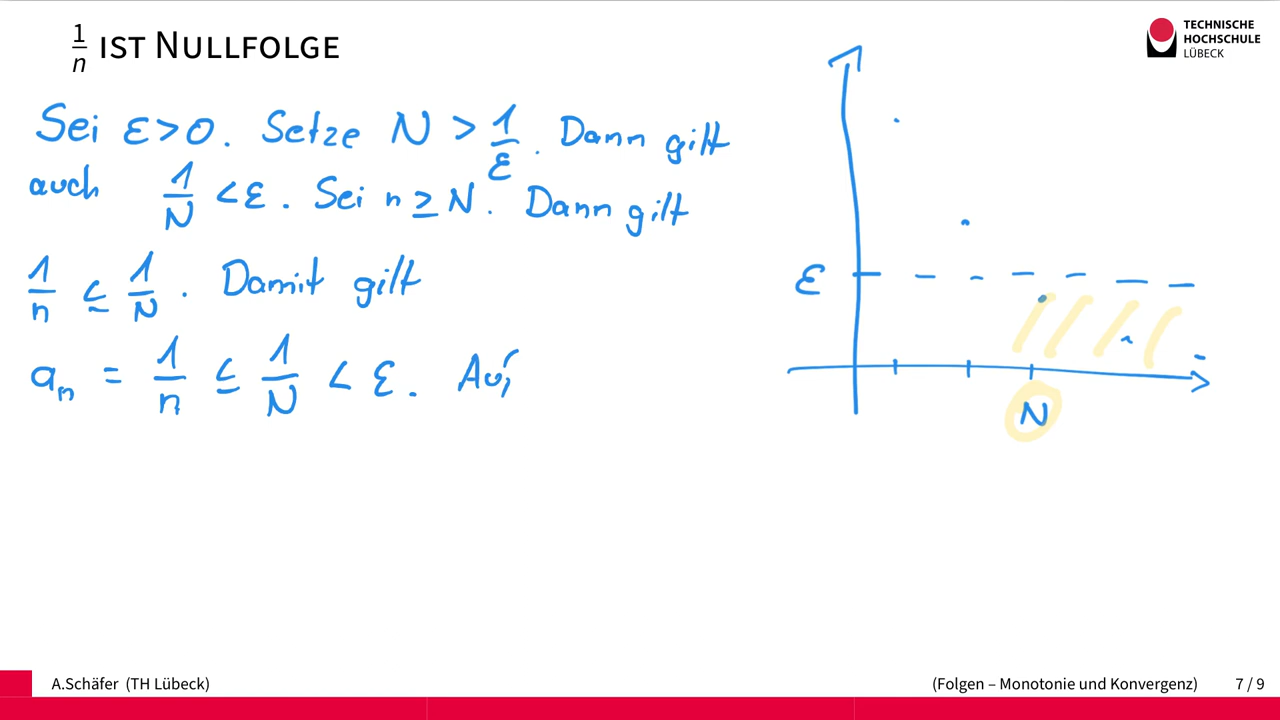 1/n IST NULLFOLGE
TECHNISCHE
HOCHSCHULE
LÜBECK
Sei ε>0. Setze N > 1/ε. Dann gilt
auch 1/N < ε. Sei n ≥ N. Dann gilt
1/n ≤ 1/N. Damit gilt
a_n = 1/n ≤ 1/N < ε.
ε
N
A.Schäfer (TH Lübeck)
(Folgen – Monotonie und Konvergenz)
7 / 9